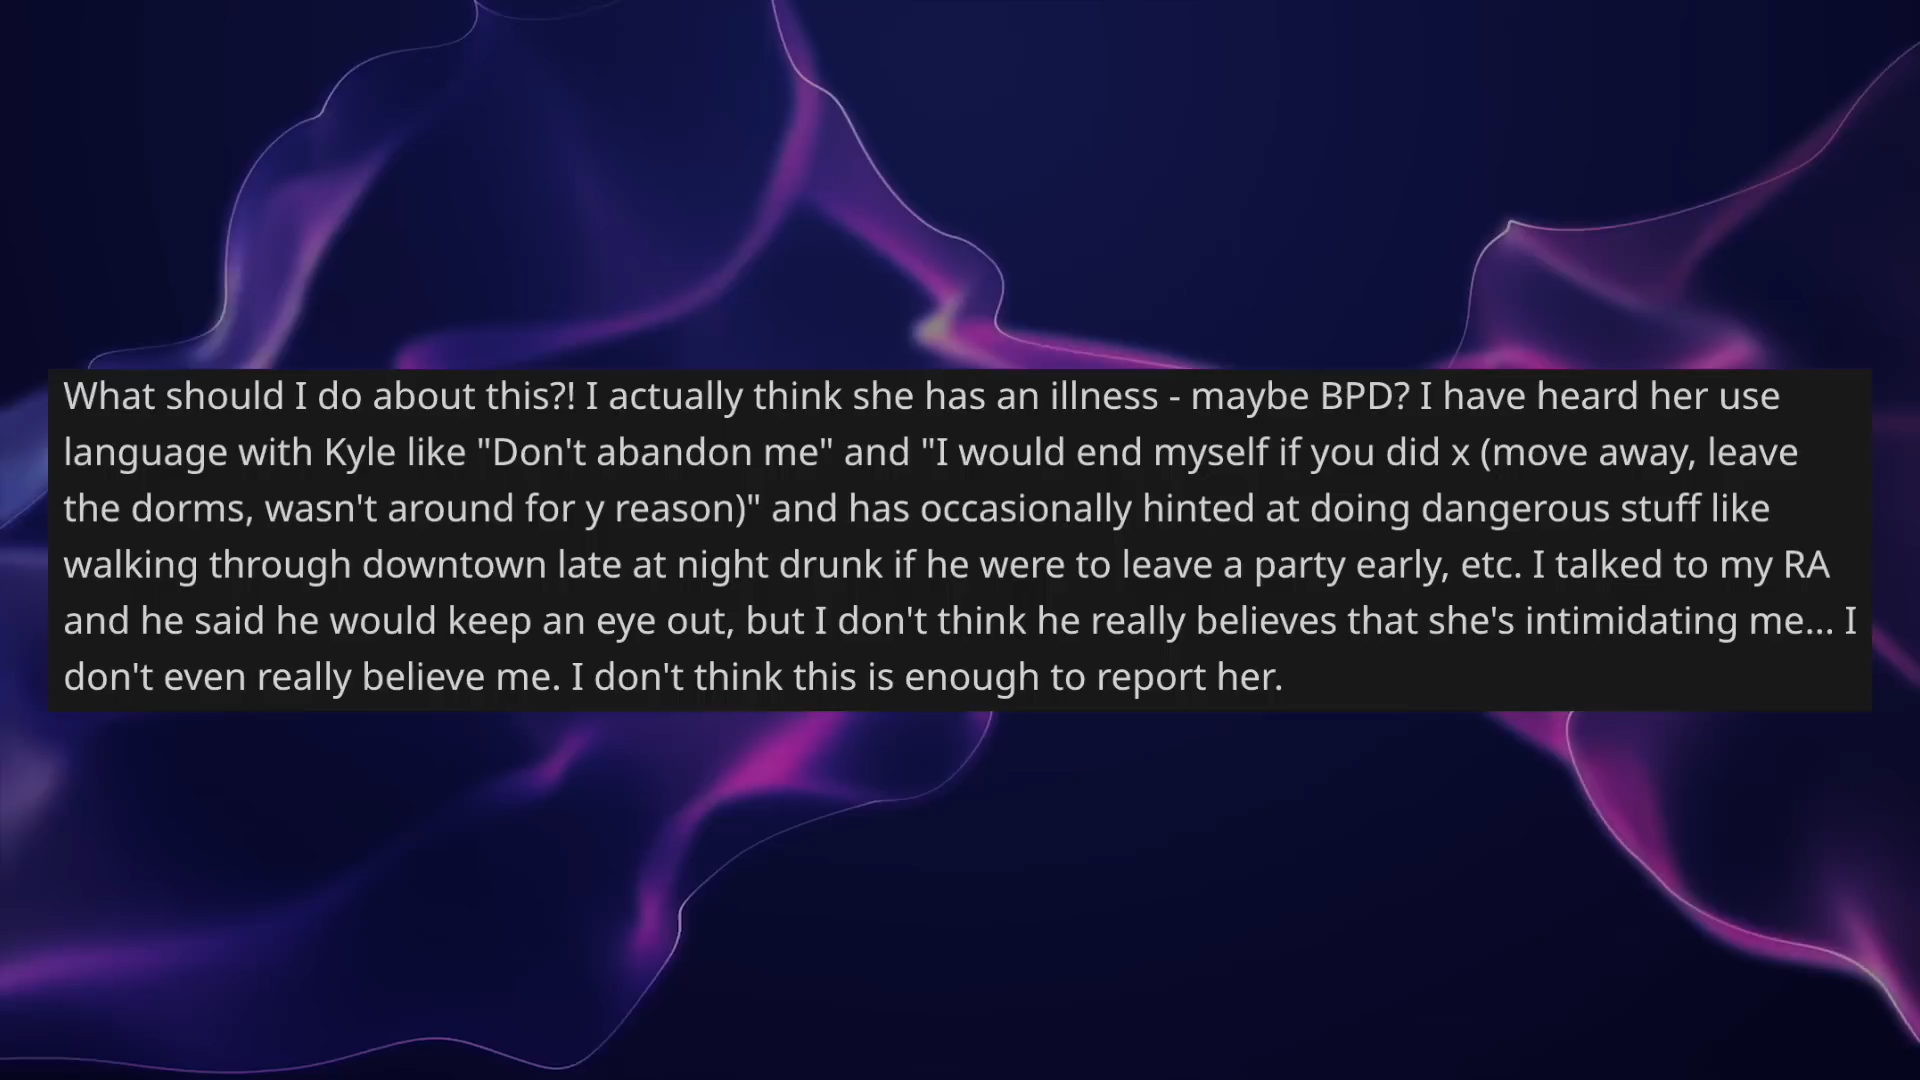 What should I do about this?! I actually think she has an illness - maybe BPD? I have heard her use
language with Kyle like "Don't abandon me" and "I would end myself if you did x (move away, leave
the dorms, wasn't around for y reason)" and has occasionally hinted at doing dangerous stuff like
walking through downtown late at night drunk if he were to leave a party early, etc. I talked to my RA
and he said he would keep an eye out, but I don't think he really believes that she's intimidating me... I
don't even really believe me. I don't think this is enough to report her.